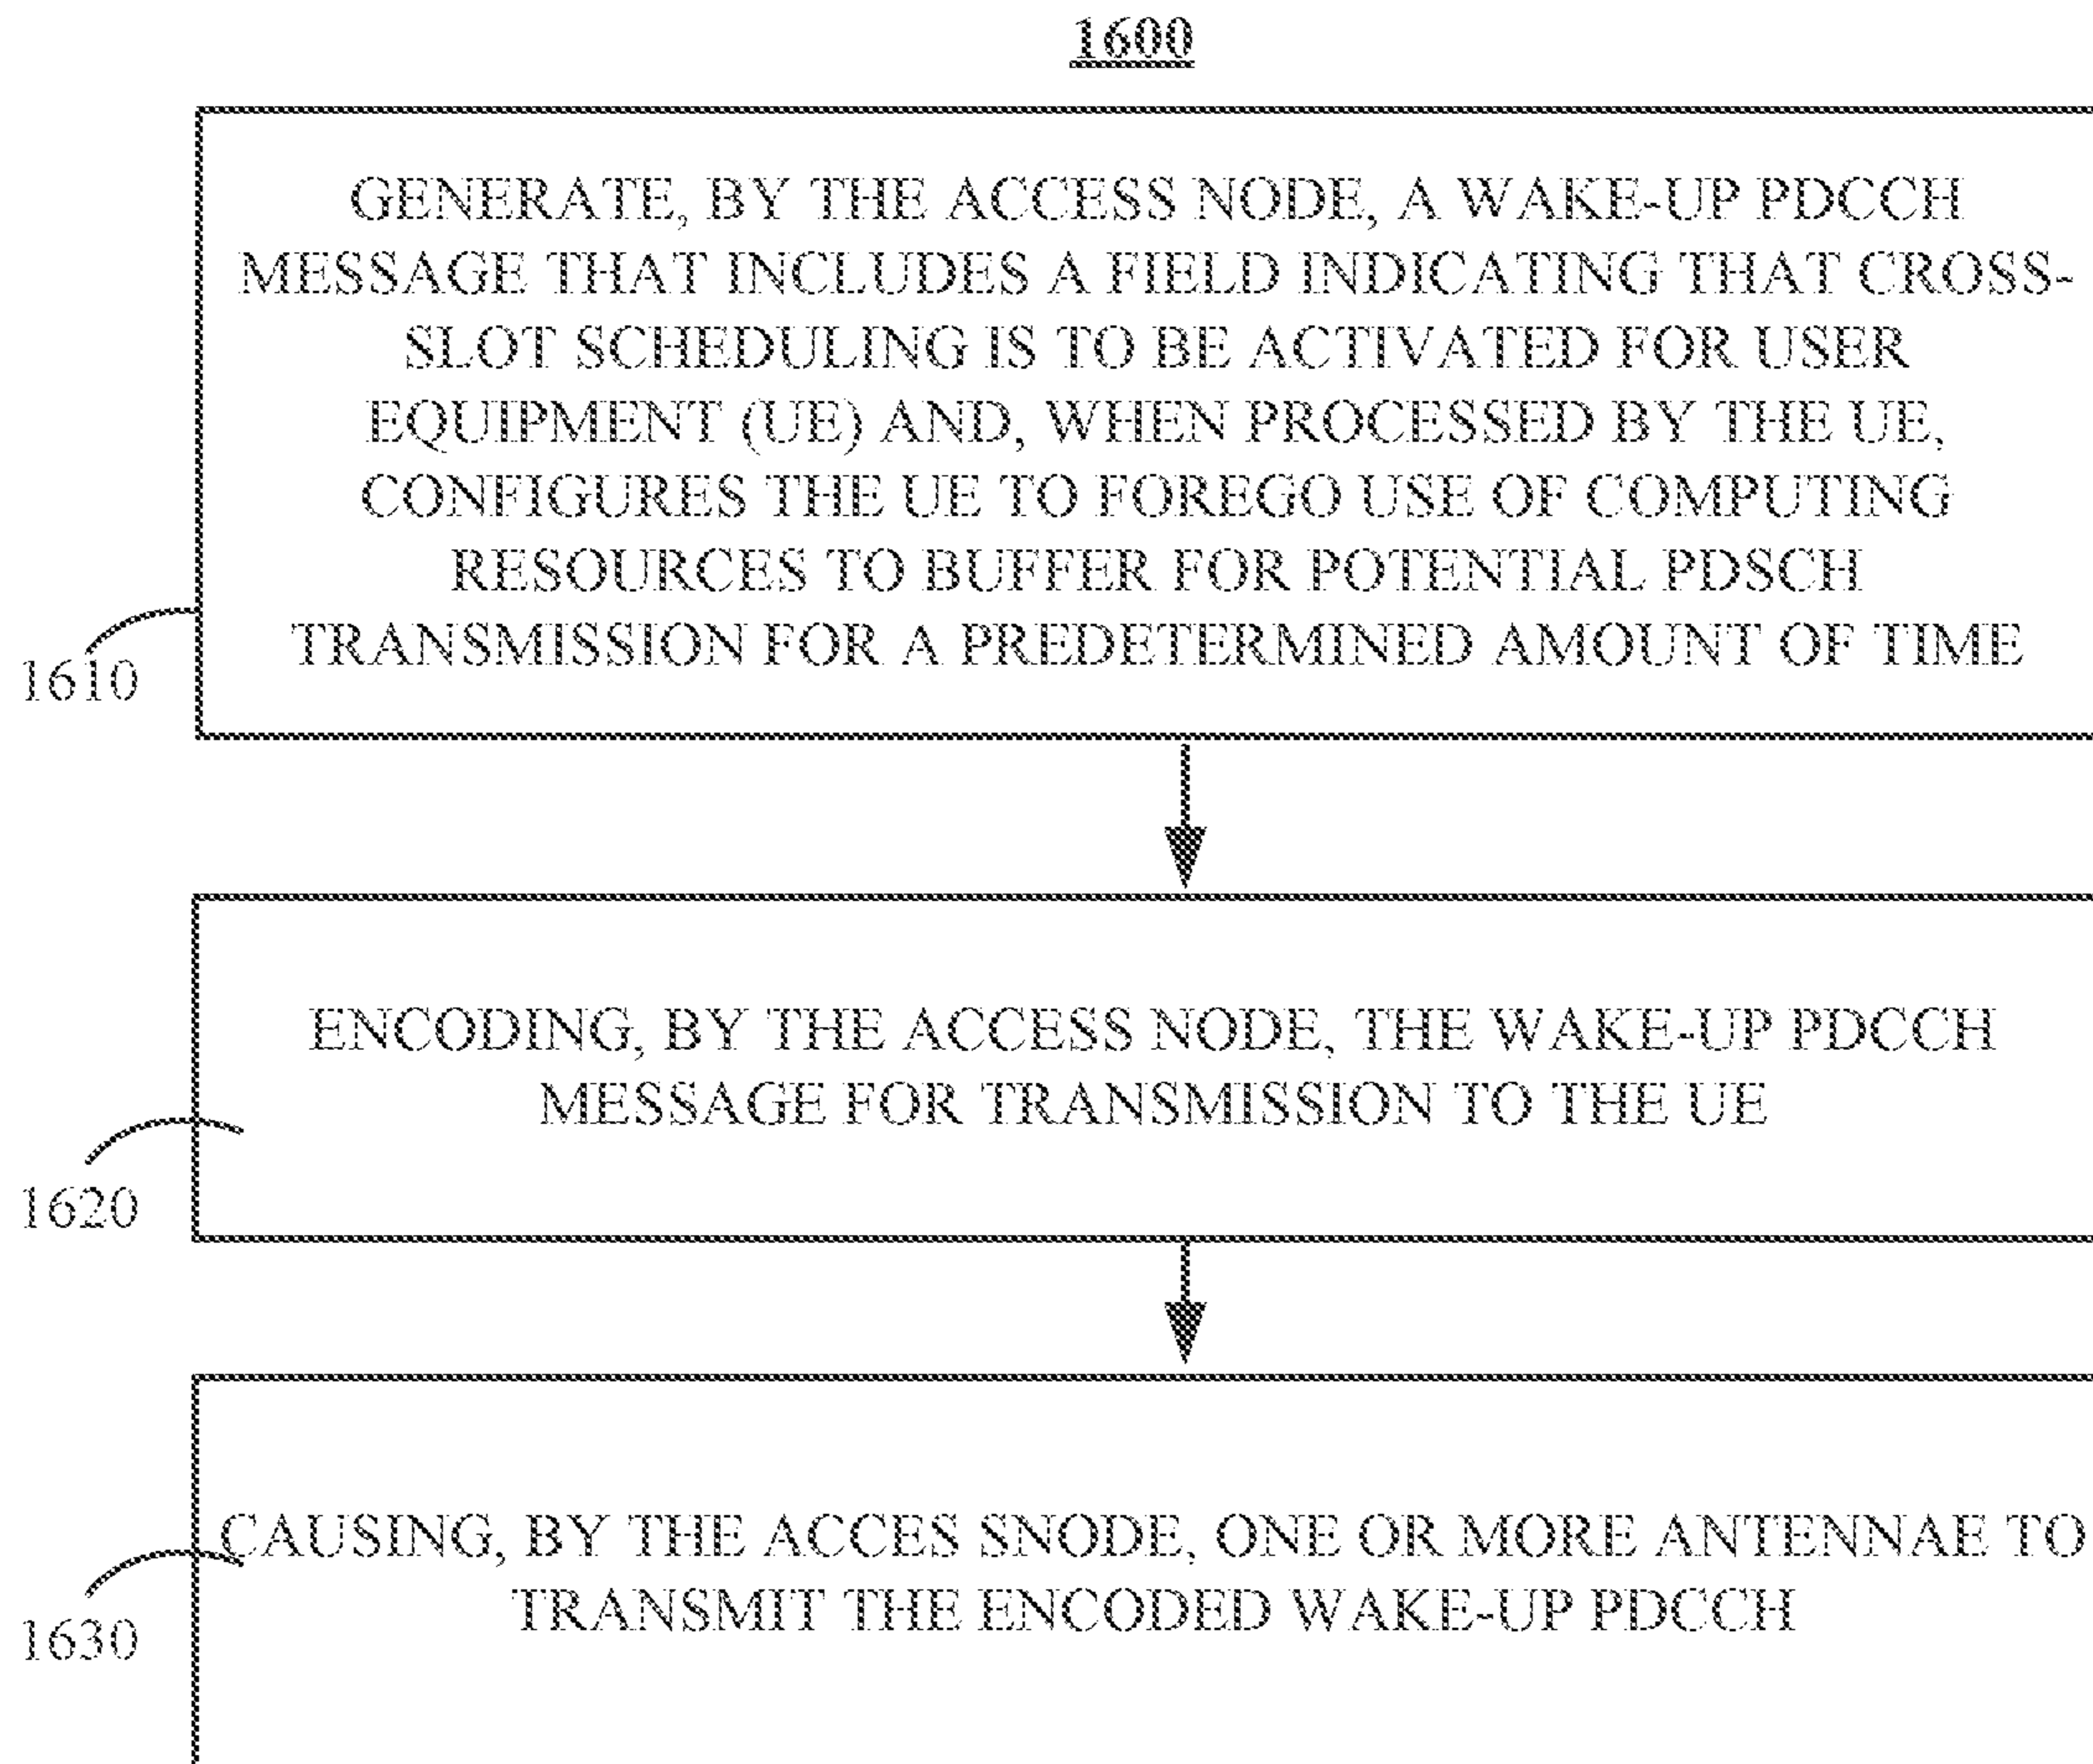 1600
GENERATE, BY THE ACCESS NODE, A WAKE-UP PDCCH
MESSAGE THAT INCLUDES A FIELD INDICATING THAT CROSS-
SLOT SCHEDULING IS TO BE ACTIVATED FOR USER
EQUIPMENT (UE) AND, WHEN PROCESSED BY THE UE,
CONFIGURES THE UE TO FOREGO USE OF COMPUTING
RESOURCES TO BUFFER FOR POTENTIAL PDSCH
TRANSMISSION FOR A PREDETERMINED AMOUNT OF TIME
1610
ENCODING, BY THE ACCESS NODE, THE WAKE-UP PDCCH
MESSAGE FOR TRANSMISSION TO THE UE
1620
CAUSING, BY THE ACCES SNODE, ONE OR MORE ANTENNAE TO
TRANSMIT THE ENCODED WAKE-UP PDCCH
1630